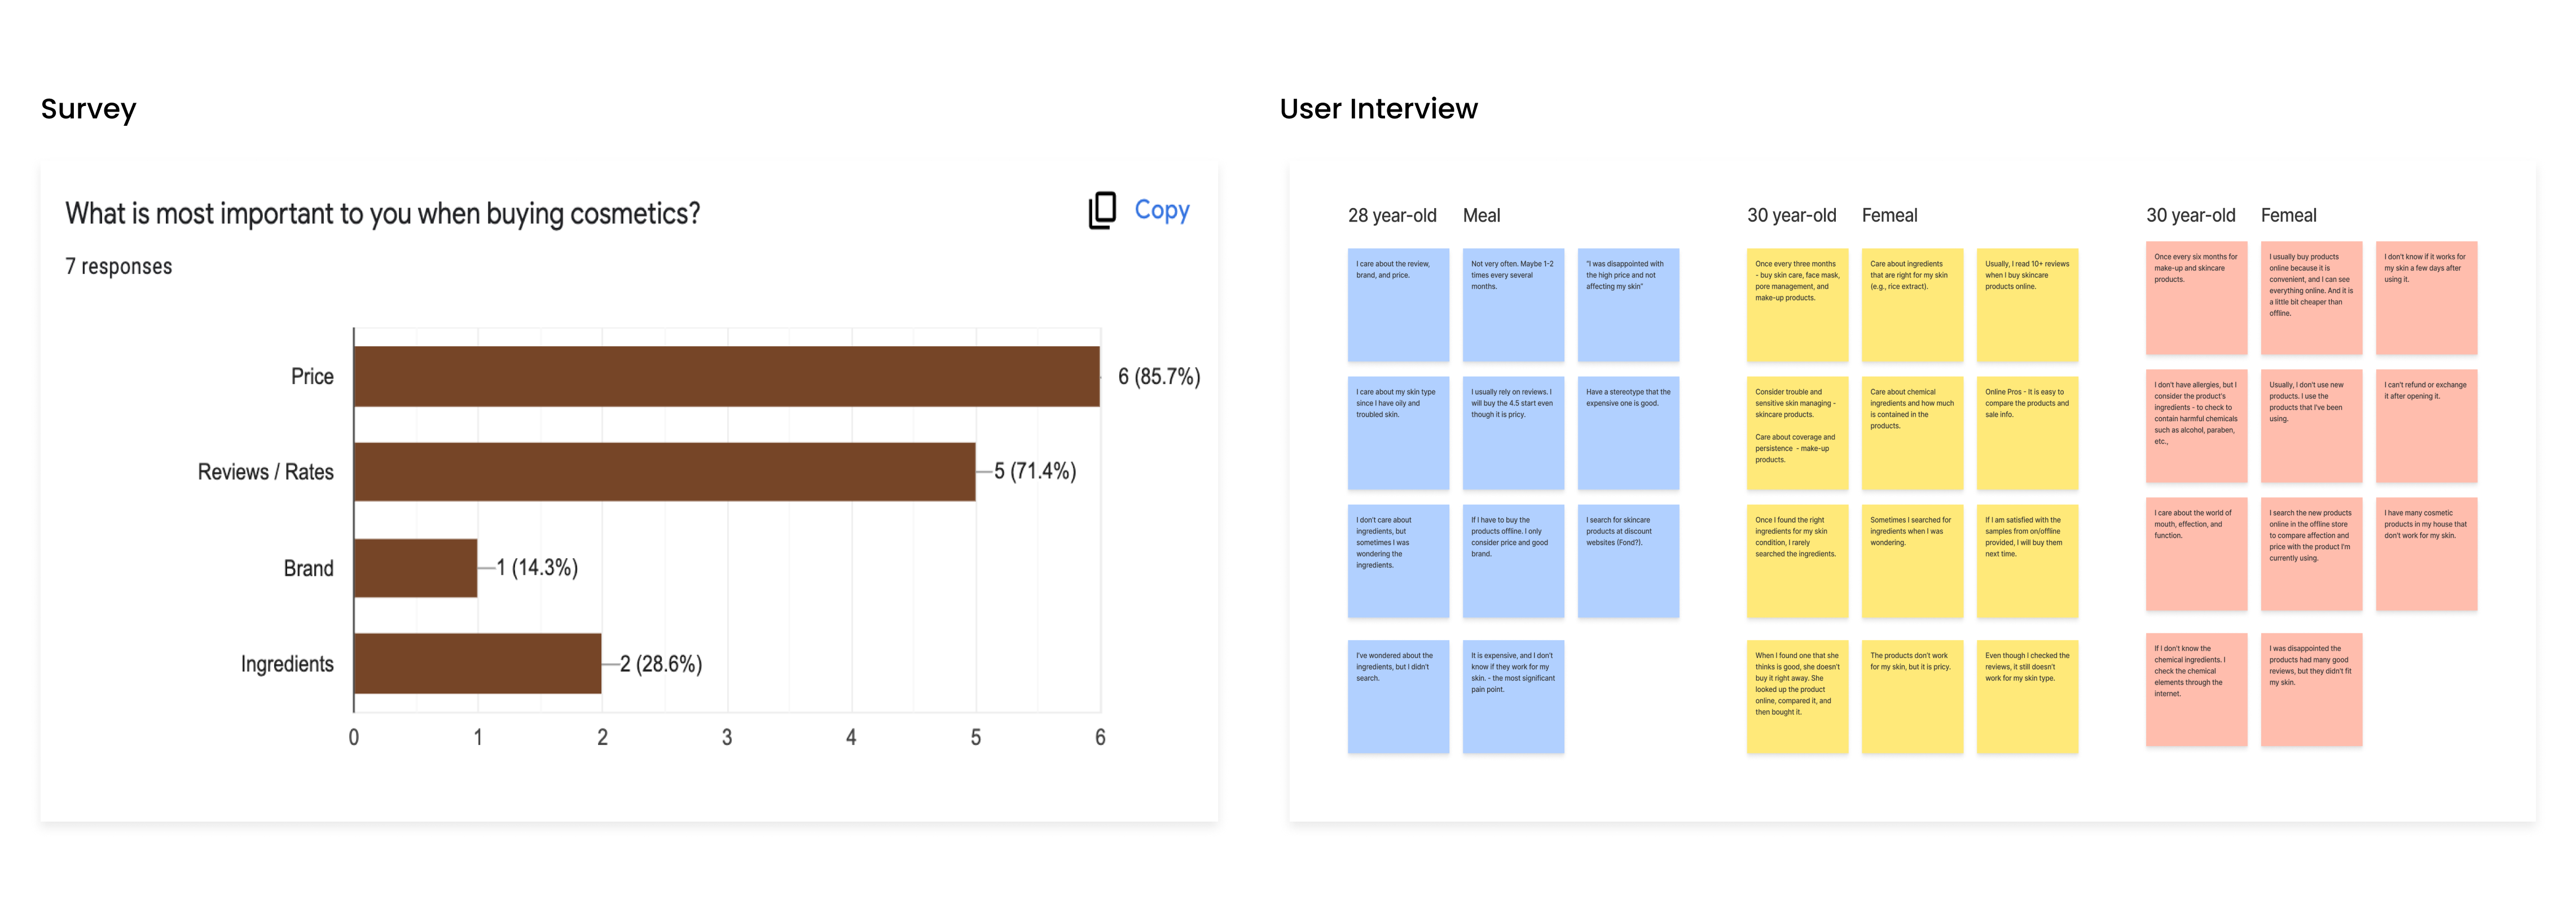 Survey
User Interview
What is most important to you when buying cosmetics?
Copy
7 responses
Price
6 (85.7%)
Reviews / Rates
5 (71.4%)
Brand
1 (14.3%)
Ingredients
2 (28.6%)
0 1 2 3 4 5 6
28 year-old Meal
I care about the review,
brand, and price.
Not very often. Maybe 1-2
times every several
months.
"I was disappointed with
the high price and not
affecting my skin"
I care about my skin type
since I have oily and
troubled skin.
I usually rely on reviews. I
will buy the 4.5 start even
though it is pricy.
Have a stereotype that the
expensive one is good.
I don't care about
ingredients, but
sometimes I was
wondering the
ingredients.
If I have to buy the
products offline. I only
consider price and good
brand.
I search for skincare
products at discount
websites (Fond?).
I've wondered about the
ingredients, but I didn't
search.
It is expensive, and I don't
know if they work for my
skin. - the most significant
pain point.
30 year-old Femeal
Once every three months
- buy skin care, face mask,
pore management, and
make-up products.
Care about ingredients
that are right for my skin
(e.g., rice extract).
Usually, I read 10+ reviews
when I buy skincare
products online.
Consider trouble and
sensitive skin managing -
skincare products.
Care about coverage and
persistence - make-up
products.
Care about chemical
ingredients and how much
is contained in the
products.
Online Pros - It is easy to
compare the products and
sale info.
Once I found the right
ingredients for my skin
condition, I rarely
searched the ingredients.
Sometimes I searched for
ingredients when I was
wondering.
If I am satisfied with the
samples from on/offline
provided, I will buy them
next time.
When I found one that she
thinks is good, she doesn't
buy it right away. She
looked up the product
online, compared it, and
then bought it.
The products don't work
for my skin, but it is pricy.
Even though I checked the
reviews, it still doesn't
work for my skin type.
30 year-old Femeal
Once every six months for
make-up and skincare
products.
I usually buy products
online because it is
convenient, and I can see
everything online. And it is
a little bit cheaper than
offline.
I don't know if it works for
my skin a few days after
using it.
I don't have allergies, but I
consider the product's
ingredients - to check to
contain harmful chemicals
such as alcohol, paraben,
etc.,
Usually, I don't use new
products. I use the
products that I've been
using.
I can't refund or exchange
it after opening it.
I care about the world of
mouth, effection, and
function.
I search the new products
online in the offline store
to compare affection and
price with the product I'm
currently using.
I have many cosmetic
products in my house that
don't work for my skin.
If I don't know the
chemical ingredients. I
check the chemical
elements through the
internet.
I was disappointed the
products had many good
reviews, but they didn't fit
my skin.